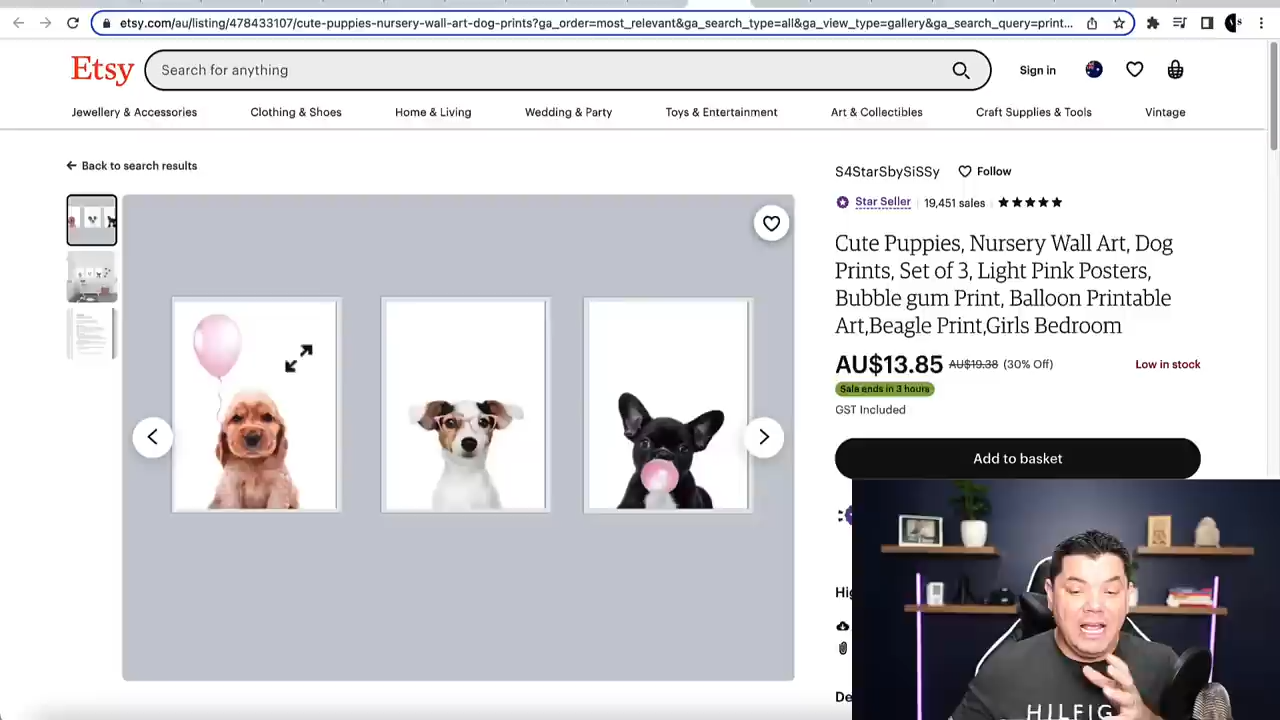 etsy.com/au/listing/478433107/cute-puppies-nursery-wall-art-dog-prints?ga_order=most_relevant&ga_search_type=all&ga_view_type=gallery&ga_search_query=print...
Etsy
Search for anything
Sign in
Jewellery & Accessories
Clothing & Shoes
Home & Living
Wedding & Party
Toys & Entertainment
Art & Collectibles
Craft Supplies & Tools
Vintage
Back to search results
S4StarSbySiSSy
Follow
Star Seller
19,451 sales
Cute Puppies, Nursery Wall Art, Dog
Prints, Set of 3, Light Pink Posters,
Bubble gum Print, Balloon Printable
Art,Beagle Print,Girls Bedroom
AU$13.85 AU$19.38 (30% Off)
Low in stock
Sale ends in 3 hours
GST Included
Add to basket
Hig
De
HILFIG